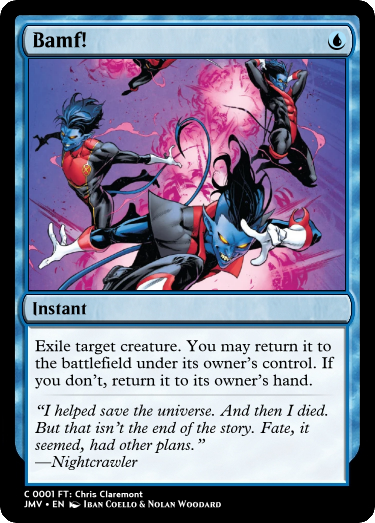 Bamf!
Instant
Exile target creature. You may return it to
the battlefield under its owner's control. If
you don't, return it to its owner's hand.
"I helped save the universe. And then I died.
But that isn't the end of the story. Fate, it
seemed, had other plans."
—Nightcrawler
C 0001 FT: Chris Claremont
JMV • EN Iban Coello & Nolan Woodard